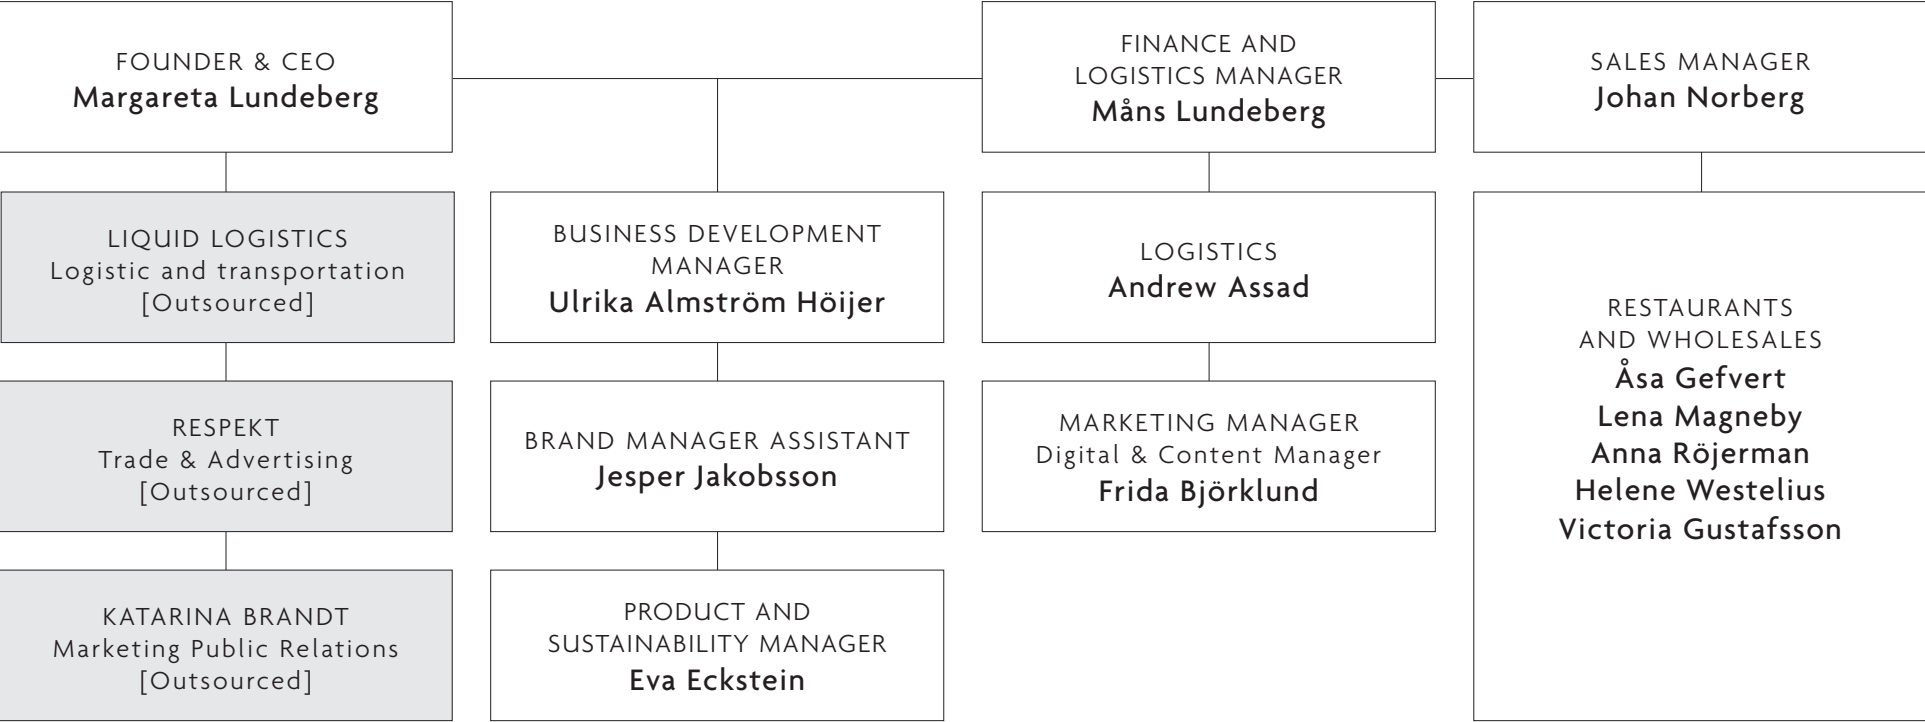 FOUNDER & CEO
Margareta Lundeberg
FINANCE AND
LOGISTICS MANAGER
Måns Lundeberg
SALES MANAGER
Johan Norberg
LIQUID LOGISTICS
Logistic and transportation
[Outsourced]
BUSINESS DEVELOPMENT
MANAGER
Ulrika Almström Höijer
LOGISTICS
Andrew Assad
RESTAURANTS
AND WHOLESALES
Åsa Gefvert
Lena Magneby
Anna Röjerman
Helene Westelius
Victoria Gustafsson
RESPEKT
Trade & Advertising
[Outsourced]
BRAND MANAGER ASSISTANT
Jesper Jakobsson
MARKETING MANAGER
Digital & Content Manager
Frida Björklund
KATARINA BRANDT
Marketing Public Relations
[Outsourced]
PRODUCT AND
SUSTAINABILITY MANAGER
Eva Eckstein